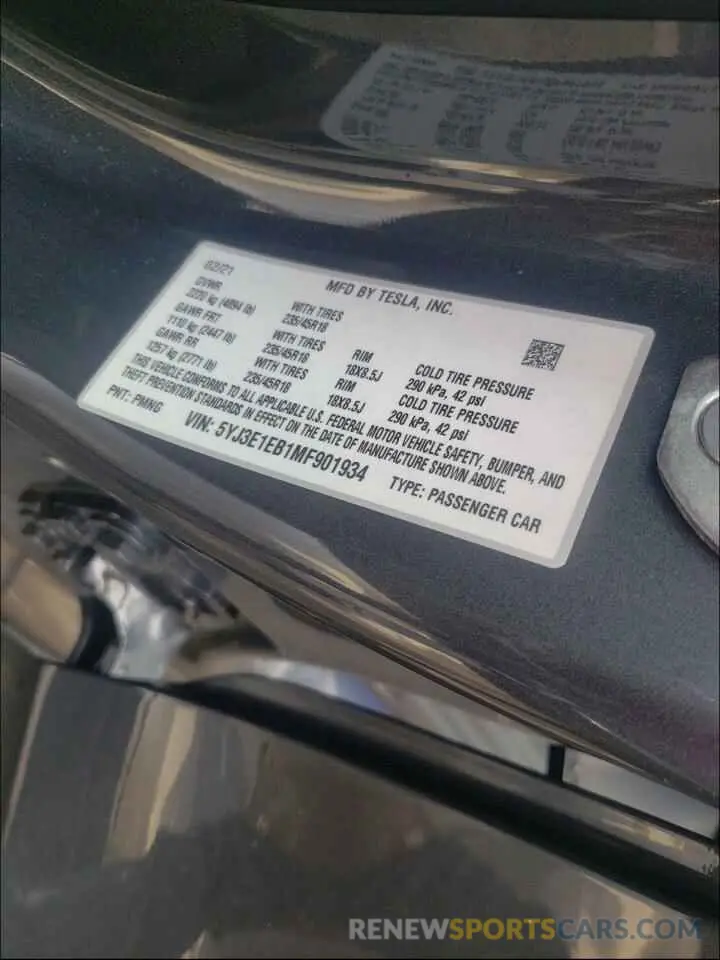 MFD BY TESLA, INC.
02/21
GVWR
2220 kg (4894 lb)
GAWR FRT WITH TIRES RIM COLD TIRE PRESSURE
1110 kg (2447 lb) 235/45R18 18X8.5J 290 kPa, 42 psi
GAWR RR WITH TIRES RIM COLD TIRE PRESSURE
1257 kg (2771 lb) 235/45R18 18X8.5J 290 kPa, 42 psi
WITH TIRES
235/45R18
THIS VEHICLE CONFORMS TO ALL APPLICABLE U.S. FEDERAL MOTOR VEHICLE SAFETY, BUMPER, AND
THEFT PREVENTION STANDARDS IN EFFECT ON THE DATE OF MANUFACTURE SHOWN ABOVE.
PNT: PMNG VIN: 5YJ3E1EB1MF901934 TYPE: PASSENGER CAR
RENEWSPORTSCARS.COM